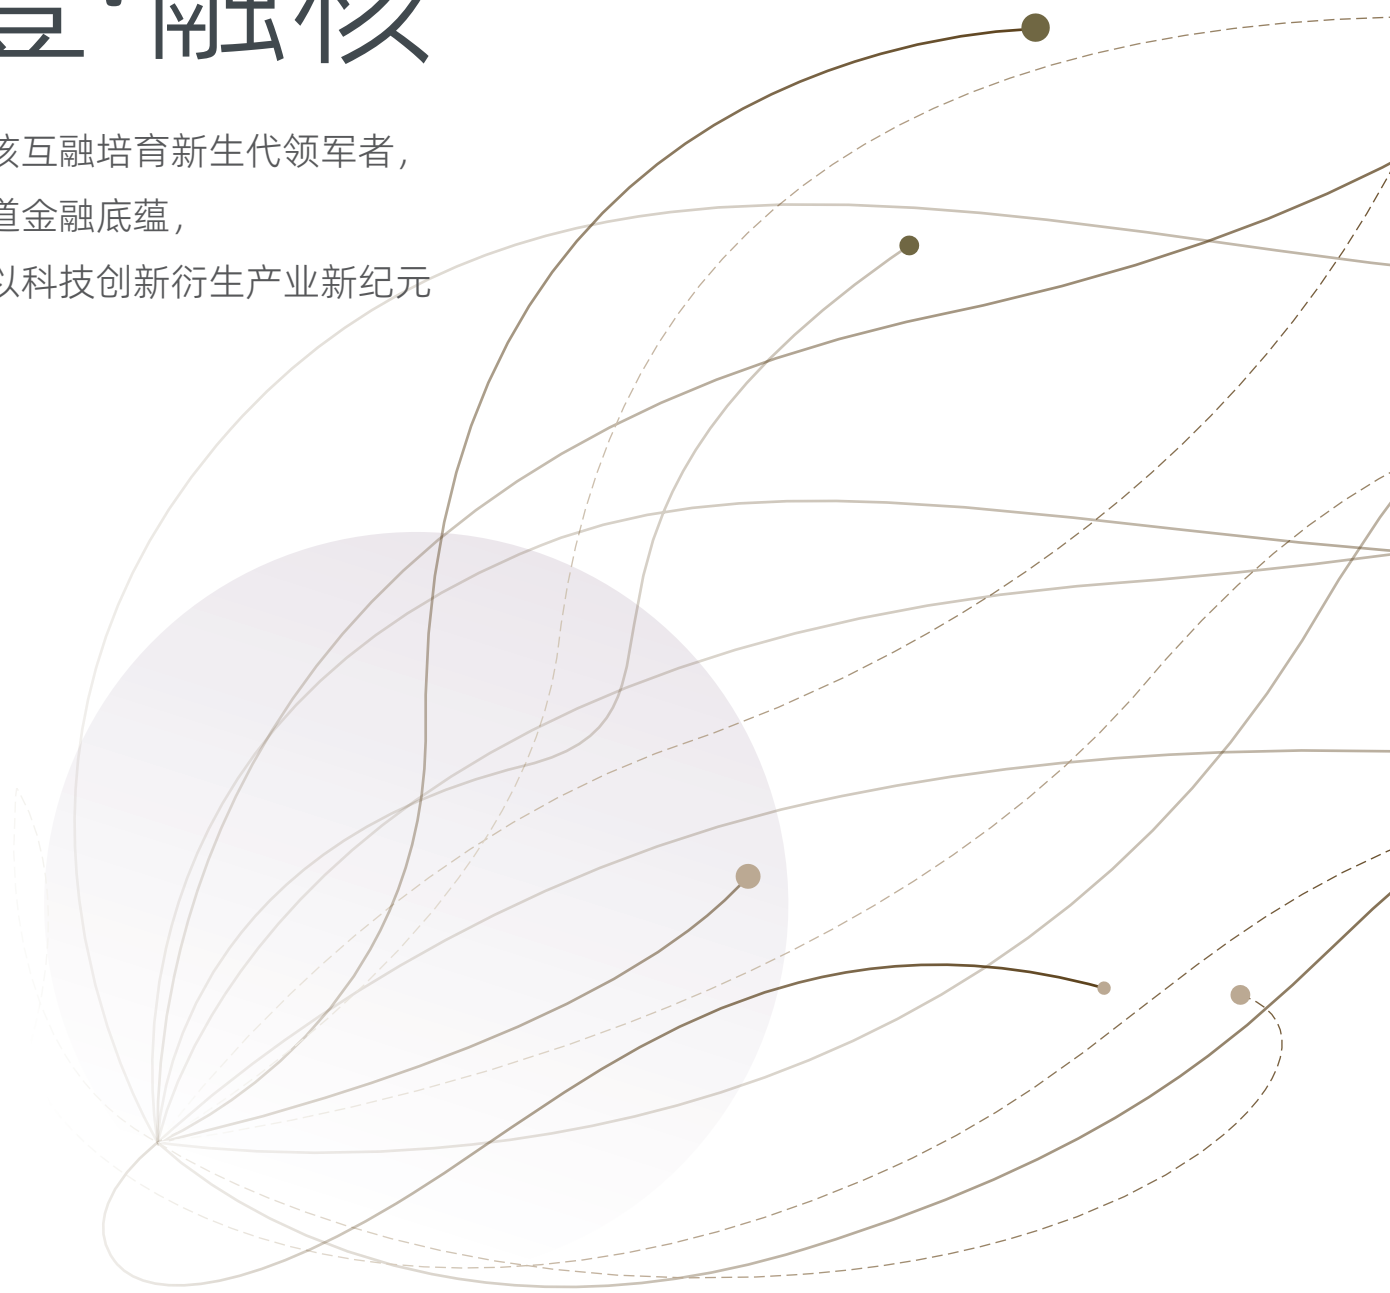 ·融核
核互融培育新生代领军者，
道金融底蕴，
以科技创新衍生产业新纪元